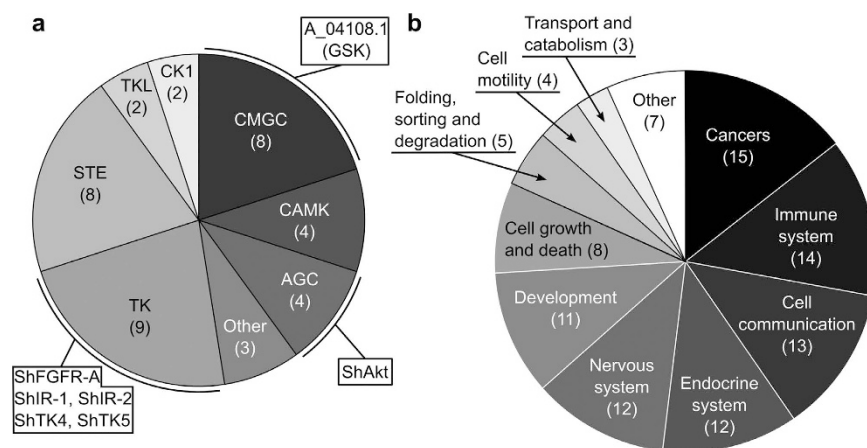 a
A_04108.1
(GSK)
CK1
(2)
TKL
(2)
CMGC
(8)
STE
(8)
CAMK
(4)
AGC
(4)
TK
(9)
Other
(3)
ShAkt
ShFGFR-A
ShIR-1, ShIR-2
ShTK4, ShTK5
b
Transport and
catabolism (3)
Cell
motility (4)
Folding,
sorting and
degradation (5)
Other
(7)
Cancers
(15)
Immune
system
(14)
Cell growth
and death (8)
Cell
communication
(13)
Development
(11)
Nervous
system
(12)
Endocrine
system
(12)